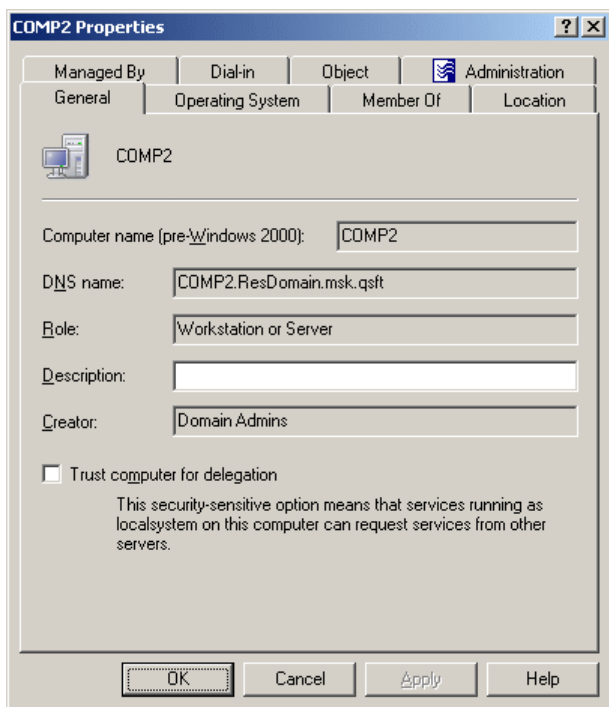 COMP2 Properties
Managed By Dial-in Object Administration
General Operating System Member Of Location
COMP2
Computer name (pre-Windows 2000): COMP2
DNS name: COMP2.ResDomain.msk.qsft
Role: Workstation or Server
Description:
Creator: Domain Admins
Trust computer for delegation
This security-sensitive option means that services running as
localsystem on this computer can request services from other
servers.
OK Cancel Apply Help